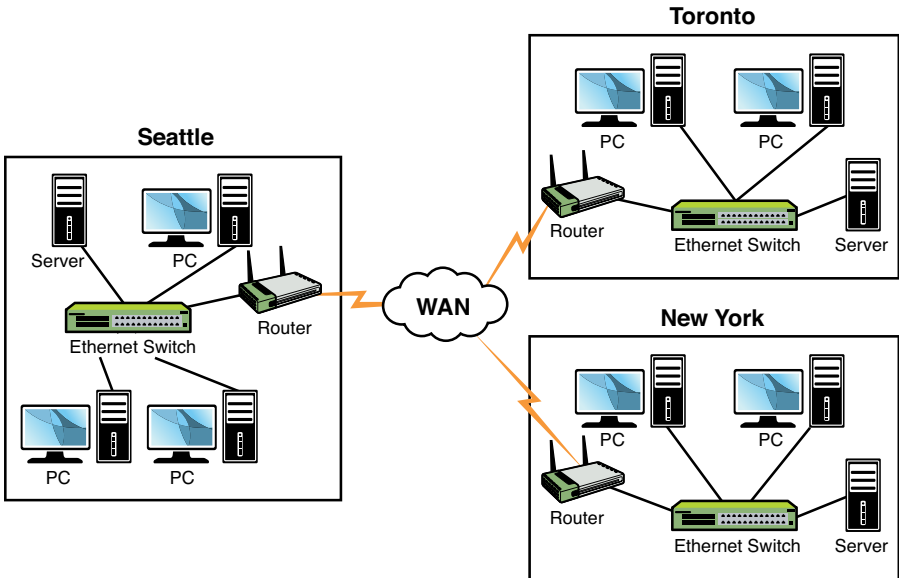 Seattle
Server
PC
Router
Ethernet Switch
PC
PC
WAN
Toronto
PC
PC
Router
Ethernet Switch
Server
New York
PC
PC
Router
Ethernet Switch
Server